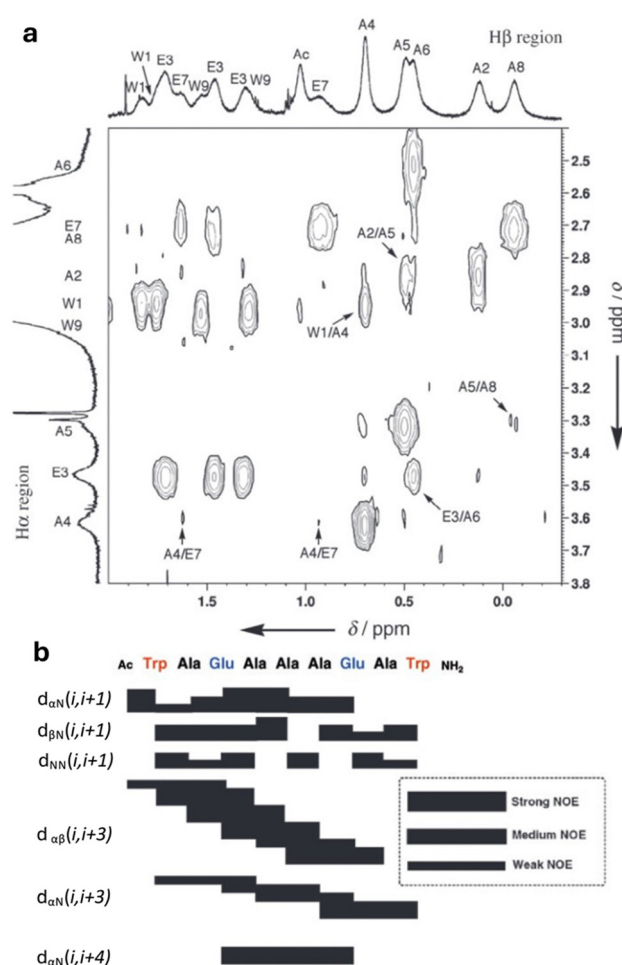 a
Hβ region
A4
A5
A6
Ac
E3
W1
W1
E7
W9
E3
E3
W9
E7
A2
A8
A6
E7
A8
A2
W1
W9
A5
E3
A4
Hα region
A2/A5
W1/A4
A5/A8
E3/A6
A4/E7
A4/E7
2.5
2.6
2.7
2.8
2.9
3.0
3.1
3.2
3.3
3.4
3.5
3.6
3.7
3.8
δ / ppm
1.5
1.0
0.5
0.0
δ / ppm
b
Ac Trp Ala Glu Ala Ala Ala Glu Ala Trp NH₂
dαN(i,i+1)
dβN(i,i+1)
dNN(i,i+1)
dαβ(i,i+3)
dαN(i,i+3)
dαN(i,i+4)
Strong NOE
Medium NOE
Weak NOE